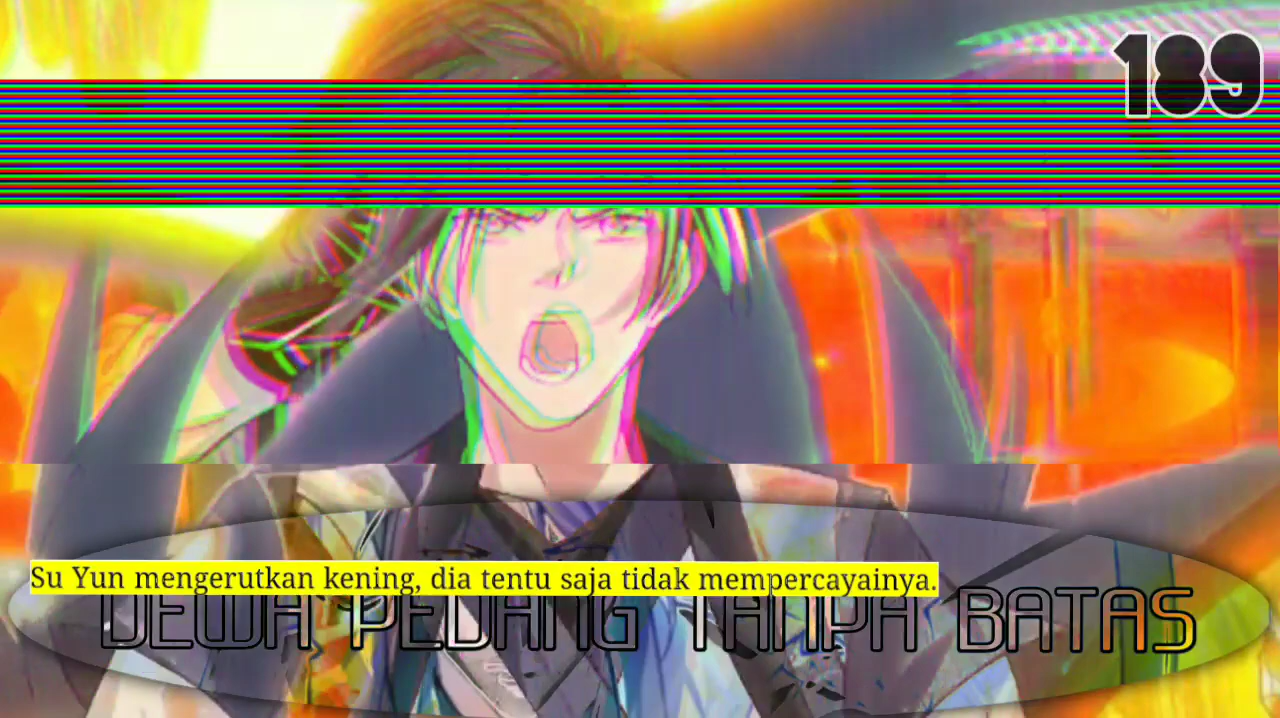 189
Su Yun mengerutkan kening, dia tentu saja tidak mempercayainya.
DEWA PEDANG TANPA BATAS